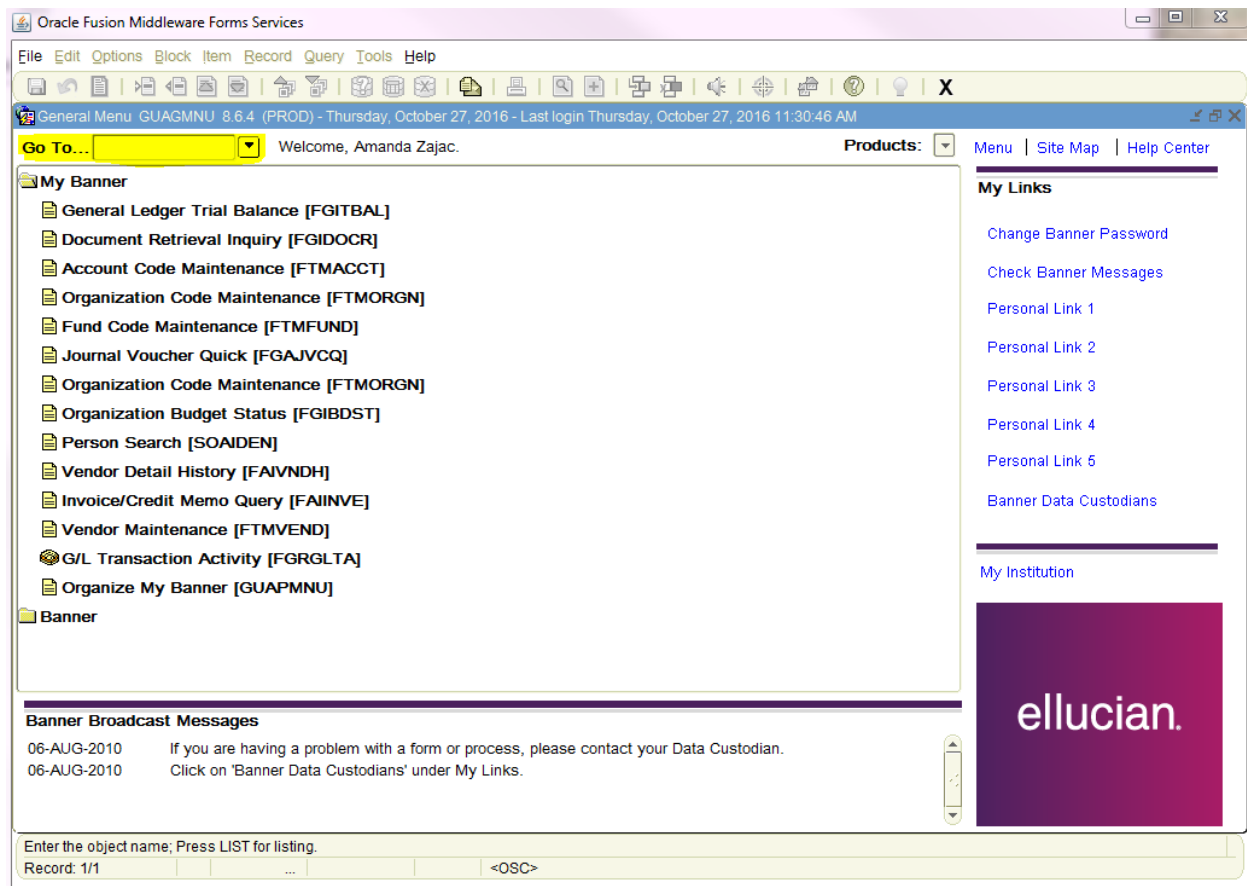 Oracle Fusion Middleware Forms Services
File Edit Options Block Item Record Query Tools Help
X
General Menu GUAGMNU 8.6.4 (PROD) - Thursday, October 27, 2016 - Last login Thursday, October 27, 2016 11:30:46 AM
Go To... Welcome, Amanda Zajac. Products: Menu | Site Map | Help Center
My Banner
General Ledger Trial Balance [FGITBAL]
Document Retrieval Inquiry [FGIDOCR]
Account Code Maintenance [FTMACCT]
Organization Code Maintenance [FTMORGN]
Fund Code Maintenance [FTMFUND]
Journal Voucher Quick [FGAJVCQ]
Organization Code Maintenance [FTMORGN]
Organization Budget Status [FGIBDST]
Person Search [SOAIDEN]
Vendor Detail History [FAIVNDH]
Invoice/Credit Memo Query [FAIINVE]
Vendor Maintenance [FTMVEND]
G/L Transaction Activity [FGRGLTA]
Organize My Banner [GUAPMNU]
Banner
My Links
Change Banner Password
Check Banner Messages
Personal Link 1
Personal Link 2
Personal Link 3
Personal Link 4
Personal Link 5
Banner Data Custodians
My Institution
ellucian.
Banner Broadcast Messages
06-AUG-2010 If you are having a problem with a form or process, please contact your Data Custodian.
06-AUG-2010 Click on 'Banner Data Custodians' under My Links.
Enter the object name; Press LIST for listing.
Record: 1/1 ... <OSC>